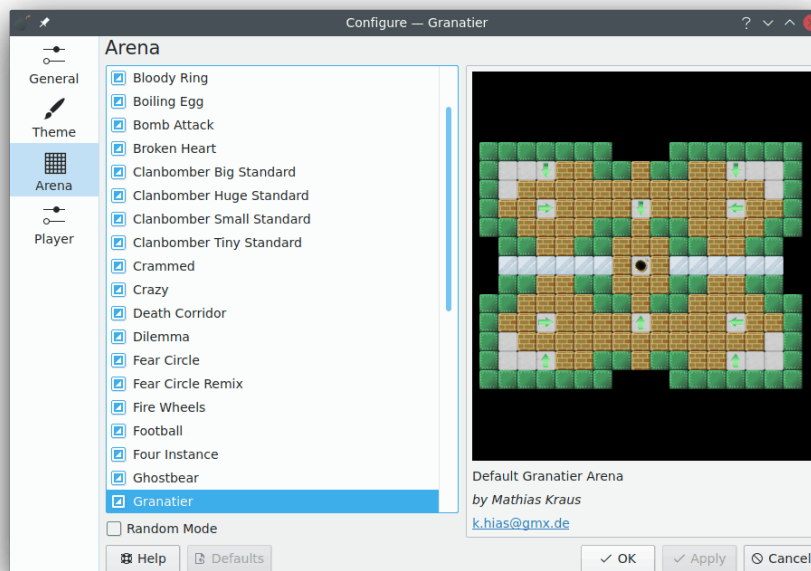 Configure — Granatier
?
General
Theme
Arena
Player
Arena
Bloody Ring
Boiling Egg
Bomb Attack
Broken Heart
Clanbomber Big Standard
Clanbomber Huge Standard
Clanbomber Small Standard
Clanbomber Tiny Standard
Crammed
Crazy
Death Corridor
Dilemma
Fear Circle
Fear Circle Remix
Fire Wheels
Football
Four Instance
Ghostbear
Granatier
Random Mode
Default Granatier Arena
by Mathias Kraus
k.hias@gmx.de
Help
Defaults
OK
Apply
Cancel